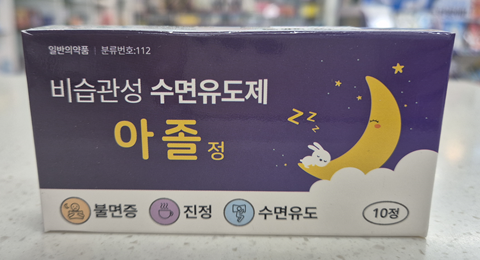 일반의약품 | 분류번호:112
비습관성 수면유도제
아졸정
zzz
불면증 진정 수면유도 10정